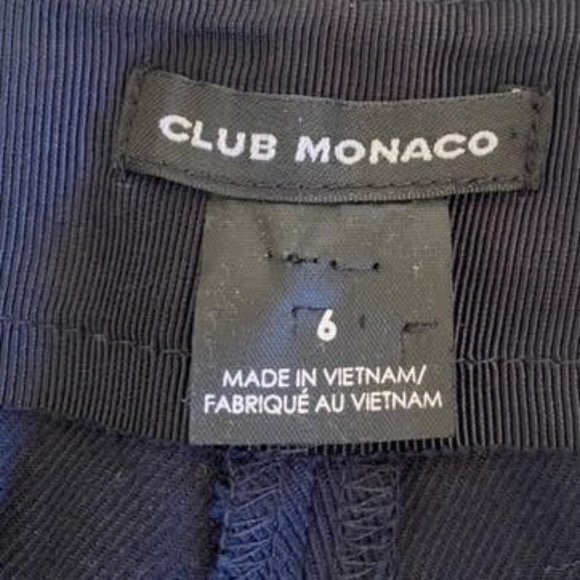 CLUB MONACO
6
MADE IN VIETNAM/
FABRIQUÉ AU VIETNAM